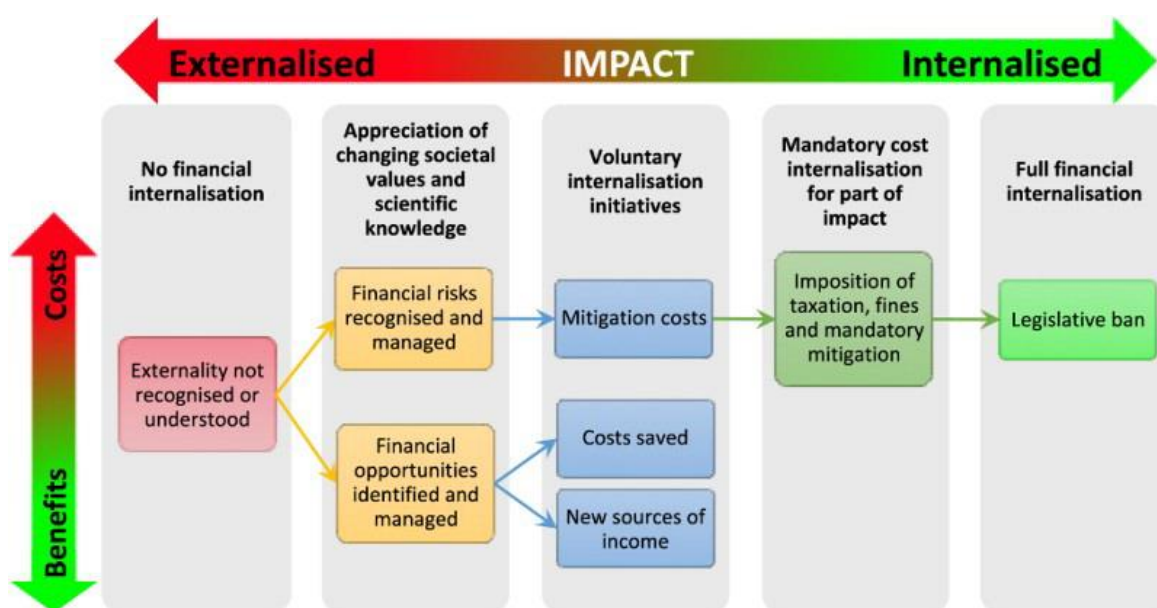 Externalised IMPACT Internalised
No financial
internalisation
Appreciation of
changing societal
values and
scientific
knowledge
Voluntary
internalisation
initiatives
Mandatory cost
internalisation
for part of
impact
Full financial
internalisation
Costs
Benefits
Externality not
recognised or
understood
Financial risks
recognised and
managed
Financial
opportunities
identified and
managed
Mitigation costs
Costs saved
New sources of
income
Imposition of
taxation, fines
and mandatory
mitigation
Legislative ban